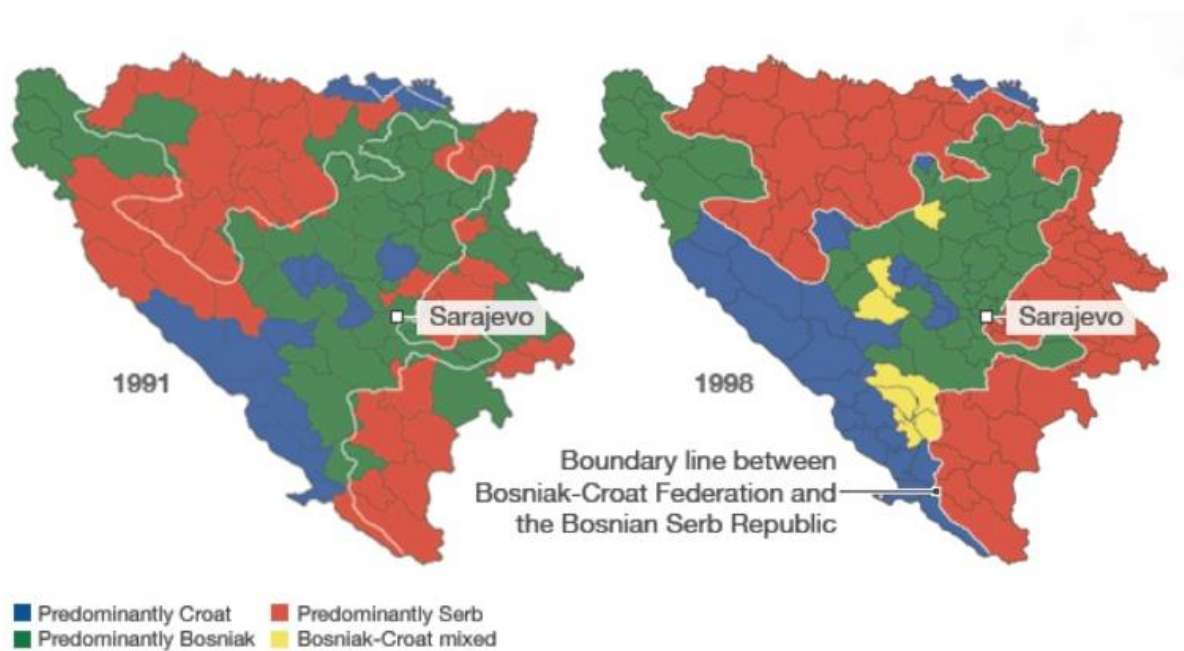 Sarajevo
1991
Sarajevo
1998
Boundary line between
Bosniak-Croat Federation and
the Bosnian Serb Republic
Predominantly Croat
Predominantly Serb
Predominantly Bosniak
Bosniak-Croat mixed